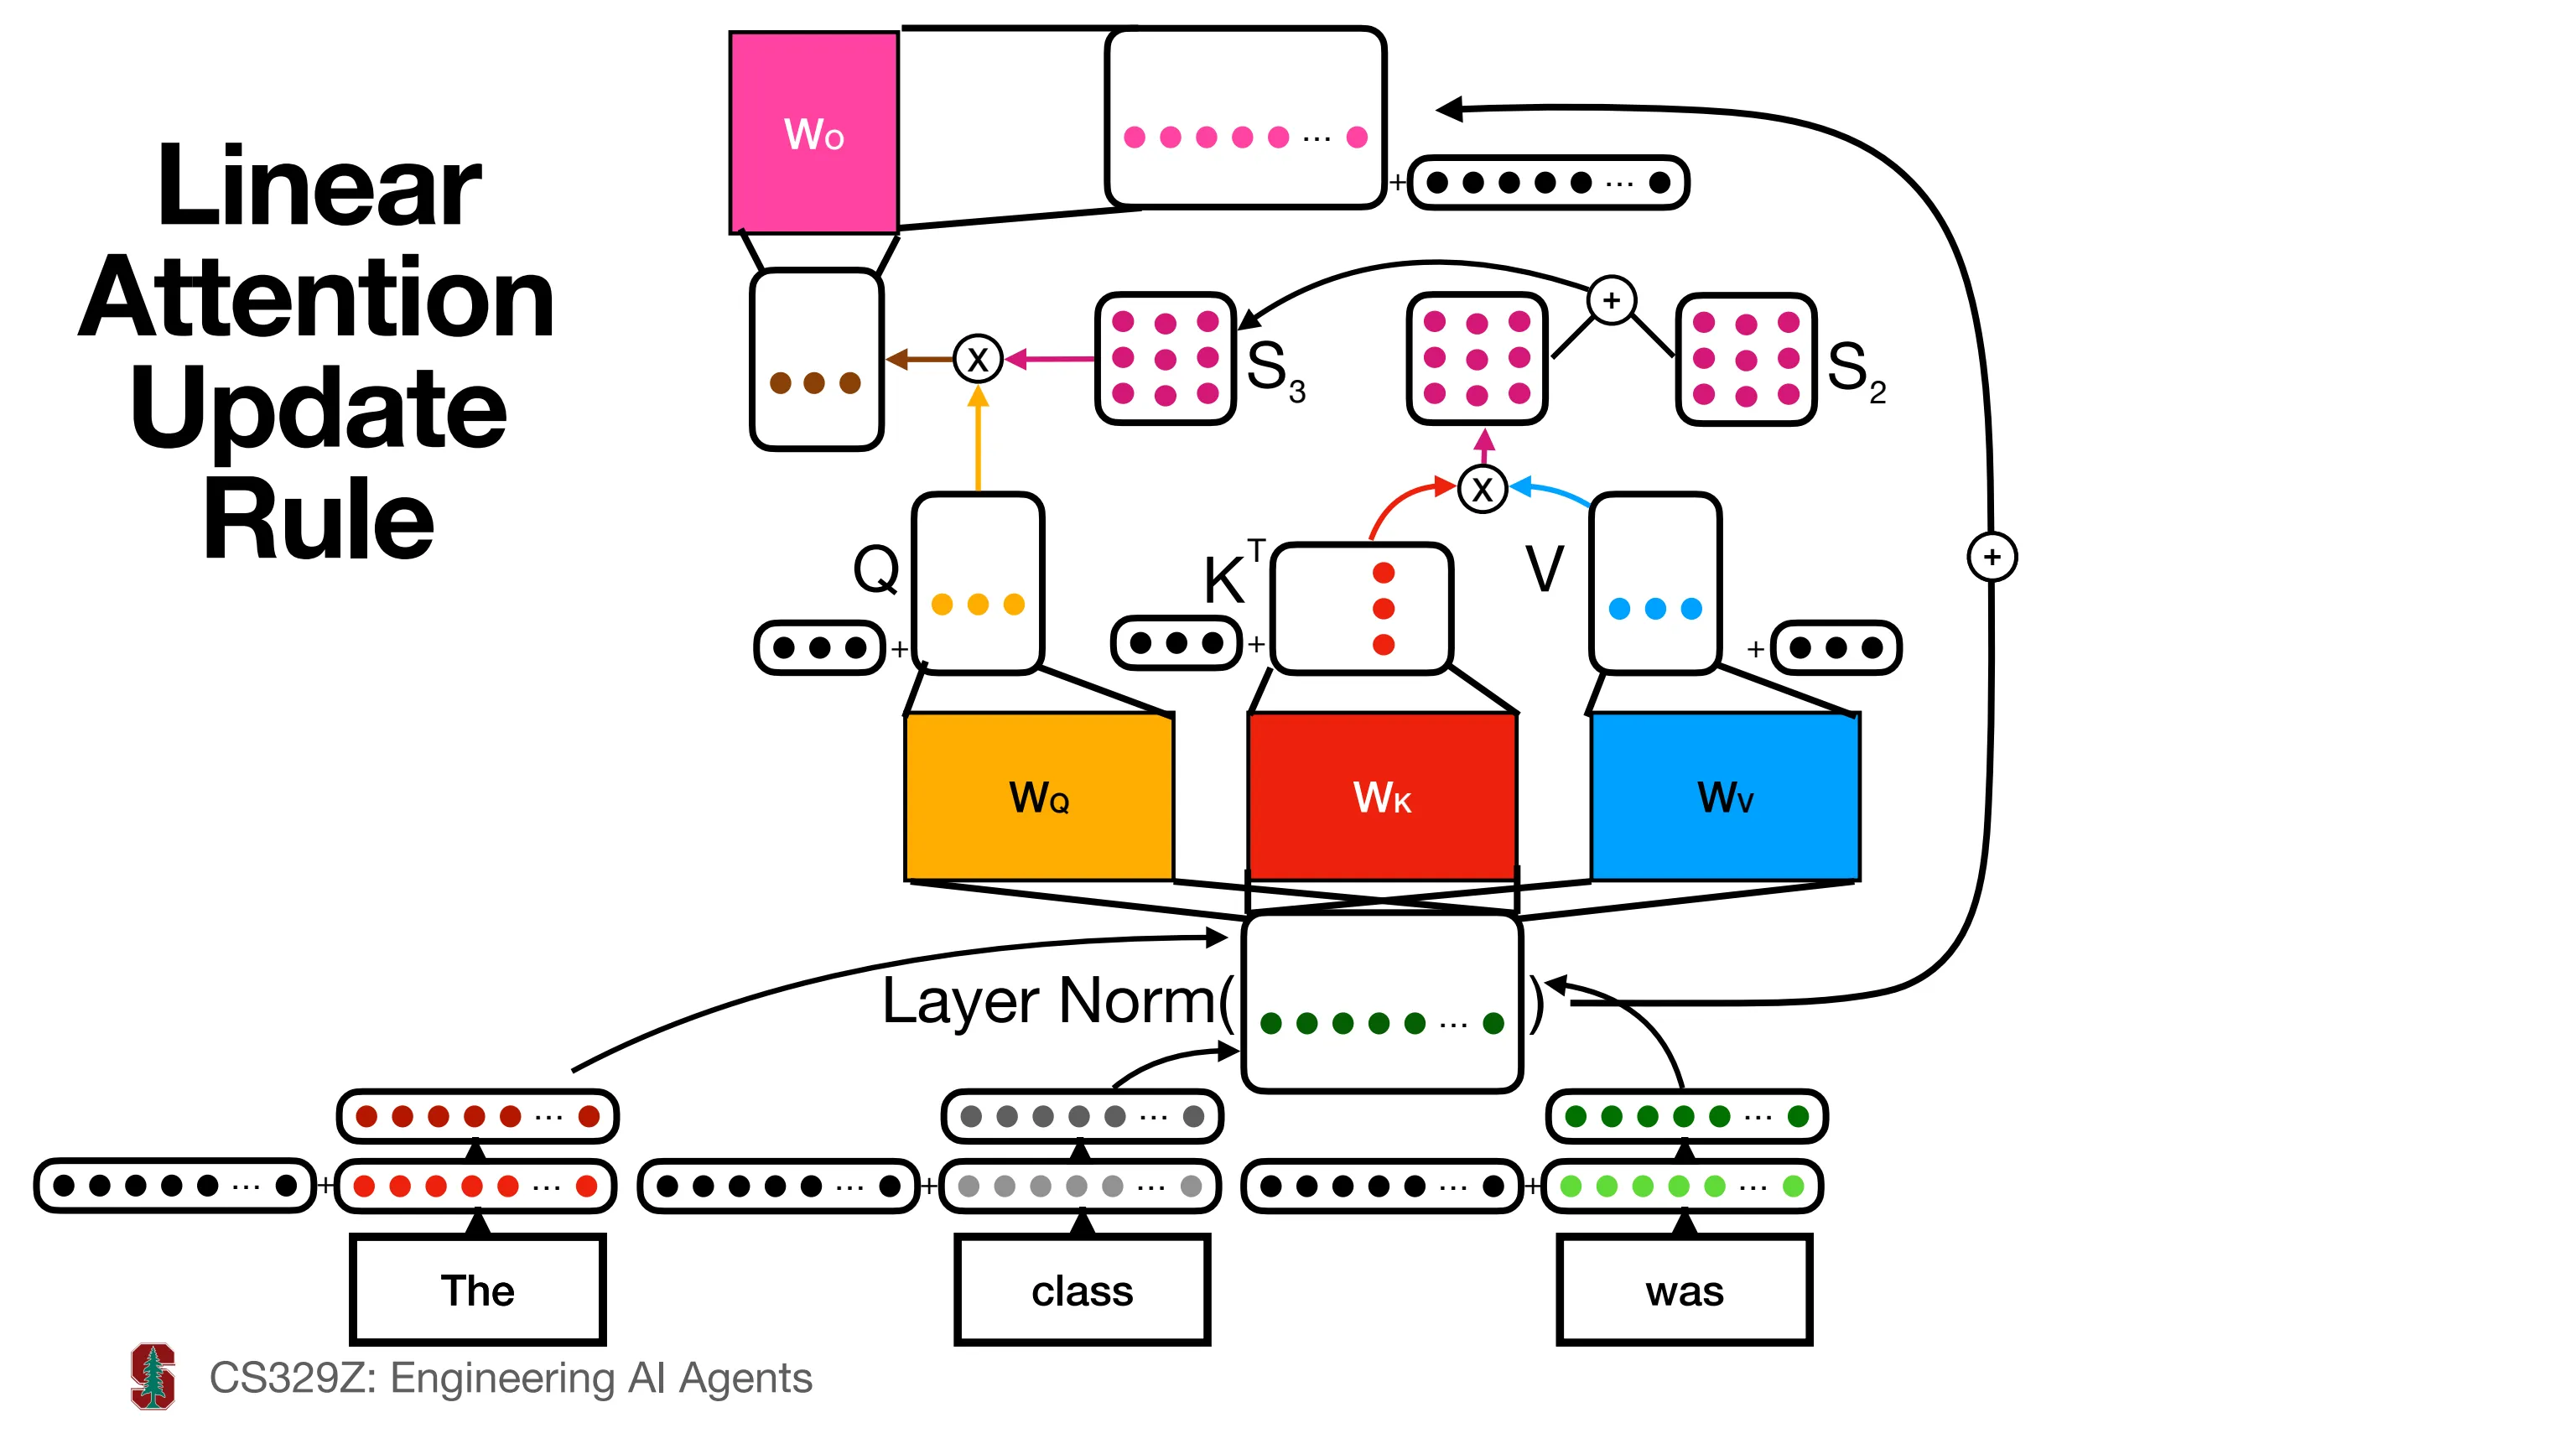 Linear
Attention
Update
Rule
Wo
... 
+ ...
+
X
S3
S2
X
Q
+
K^T
+
V
+
+
WQ
WK
WV
Layer Norm( ... )
... ... ...
... + ... ... + ... ... + ...
The class was
CS329Z: Engineering AI Agents